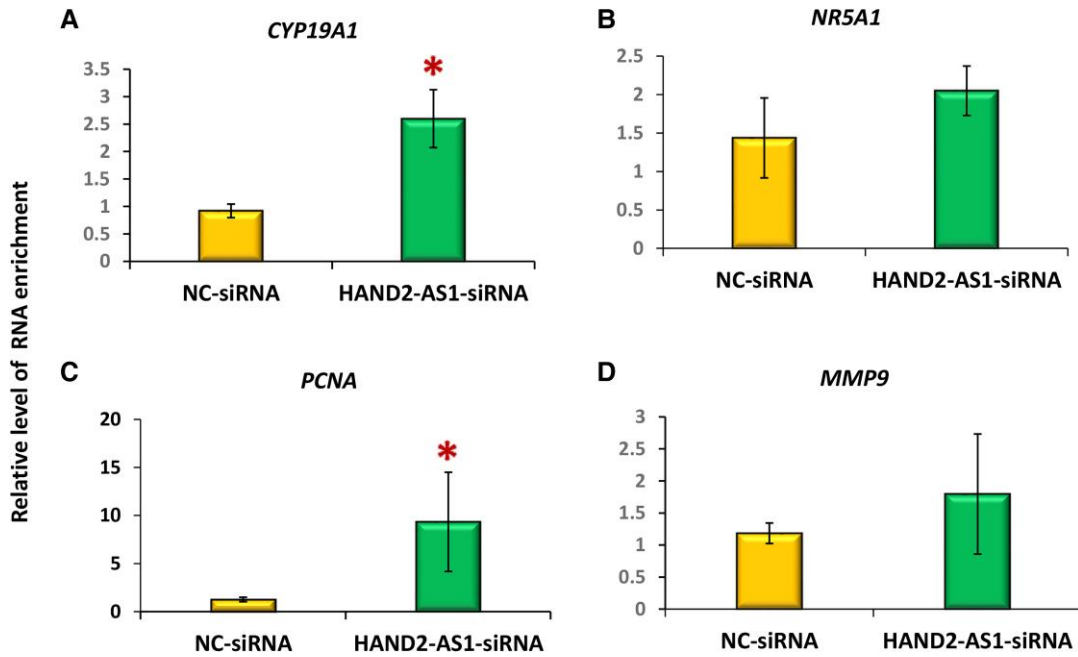 Relative level of RNA enrichment
A
CYP19A1
3.5
3
2.5
2
1.5
1
0.5
0
*
NC-siRNA HAND2-AS1-siRNA
B
NR5A1
2.5
2
1.5
1
0.5
0
NC-siRNA HAND2-AS1-siRNA
C
PCNA
20
15
10
5
0
*
NC-siRNA HAND2-AS1-siRNA
D
MMP9
3
2.5
2
1.5
1
0.5
0
NC-siRNA HAND2-AS1-siRNA